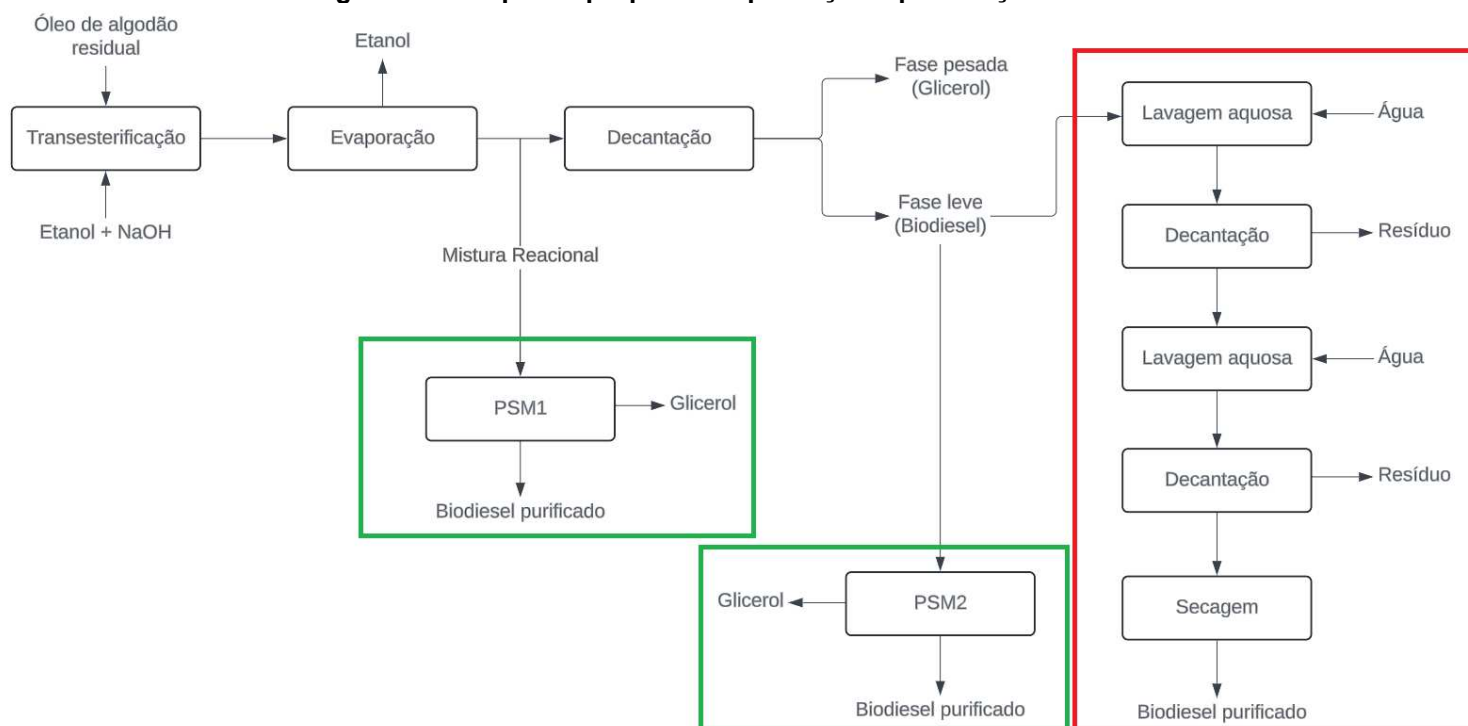 Óleo de algodão
residual
Etanol
Fase pesada
(Glicerol)
Transesterificação
Evaporação
Decantação
Lavagem aquosa
Água
Etanol + NaOH
Fase leve
(Biodiesel)
Mistura Reacional
Decantação
Resíduo
Lavagem aquosa
Água
PSM1
Glicerol
Biodiesel purificado
Decantação
Resíduo
Glicerol
PSM2
Secagem
Biodiesel purificado
Biodiesel purificado